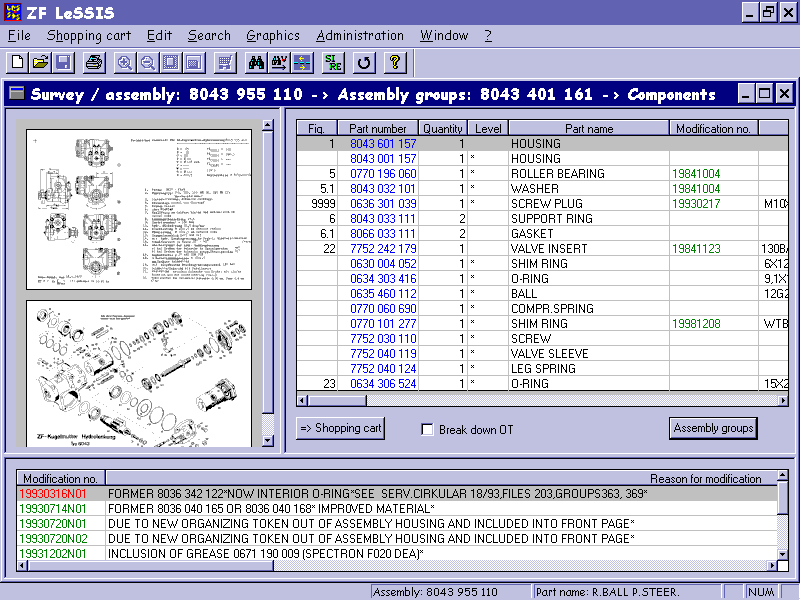 ZF LeSSIS
File Shopping cart Edit Search Graphics Administration Window ?
SI
RE
Survey / assembly: 8043 955 110 -> Assembly groups: 8043 401 161 -> Components
Fig. Part number Quantity Level Part name Modification no.
1 8043 601 157 1 HOUSING
8043 001 157 1 * HOUSING
5 0770 196 060 1 * ROLLER BEARING 19841004
5.1 8043 032 101 1 * WASHER 19841004
9999 0636 301 039 1 * SCREW PLUG 19930217 M10
6 8043 033 111 2 SUPPORT RING
6.1 8066 033 111 2 GASKET
22 7752 242 179 1 VALVE INSERT 19841123 130BA
0630 004 052 1 * SHIM RING 6X12
0634 303 416 1 * O-RING 9,1X
0635 460 112 1 * BALL 12G2
0770 060 690 1 * COMPR.SPRING
0770 101 277 1 * SHIM RING 19981208 WTB
7752 030 110 1 * SCREW
7752 040 119 1 * VALVE SLEEVE
7752 040 124 1 * LEG SPRING
23 0634 306 524 1 * O-RING 15X2
ZF-Kugelmutter Hydrolenkung
Typ 8043
=> Shopping cart Break down OT Assembly groups
Modification no. Reason for modification
19930316N01 FORMER 8036 342 122*NOW INTERIOR O-RING*SEE SERV.CIRKULAR 18/93,FILES 203,GROUPS363, 369*
19930714N01 FORMER 8036 040 165 OR 8036 040 168* IMPROVED MATERIAL*
19930720N01 DUE TO NEW ORGANIZING TOKEN OUT OF ASSEMBLY HOUSING AND INCLUDED INTO FRONT PAGE*
19930720N02 DUE TO NEW ORGANIZING TOKEN OUT OF ASSEMBLY HOUSING AND INCLUDED INTO FRONT PAGE*
19931202N01 INCLUSION OF GREASE 0671 190 009 (SPECTRON FO20 DEA)*
Assembly: 8043 955 110 Part name: R.BALL P.STEER. NUM